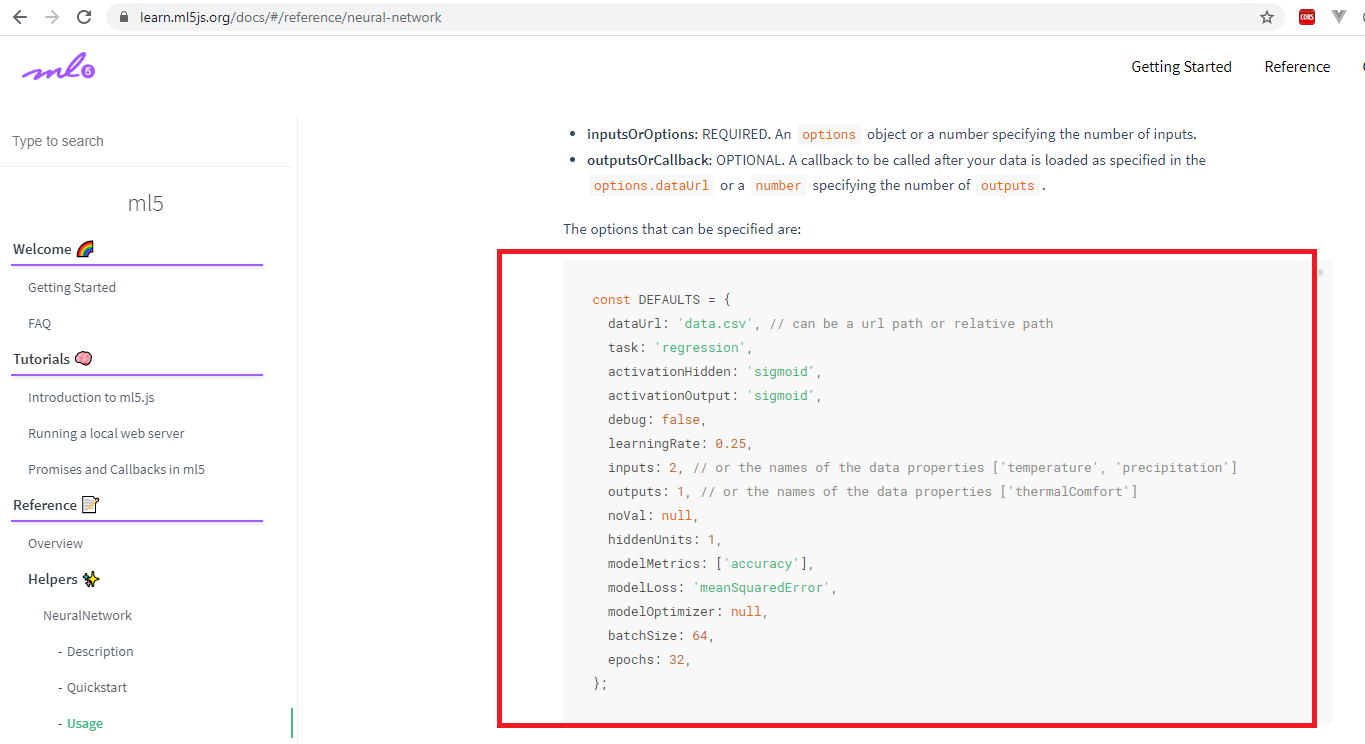 learn.ml5js.org/docs/#/reference/neural-network
CORS
ml5
Getting Started
Reference
Type to search
ml5
Welcome 🌈
Getting Started
FAQ
Tutorials 🧠
Introduction to ml5.js
Running a local web server
Promises and Callbacks in ml5
Reference 📝
Overview
Helpers ✨
NeuralNetwork
- Description
- Quickstart
- Usage
• inputsOrOptions: REQUIRED. An options object or a number specifying the number of inputs.
• outputsOrCallback: OPTIONAL. A callback to be called after your data is loaded as specified in the
options.dataUrl or a number specifying the number of outputs .
The options that can be specified are:
const DEFAULTS = {
dataUrl: 'data.csv', // can be a url path or relative path
task: 'regression',
activationHidden: 'sigmoid',
activationOutput: 'sigmoid',
debug: false,
learningRate: 0.25,
inputs: 2, // or the names of the data properties ['temperature', 'precipitation']
outputs: 1, // or the names of the data properties ['thermalComfort']
noVal: null,
hiddenUnits: 1,
modelMetrics: ['accuracy'],
modelLoss: 'meanSquaredError',
modelOptimizer: null,
batchSize: 64,
epochs: 32,
};